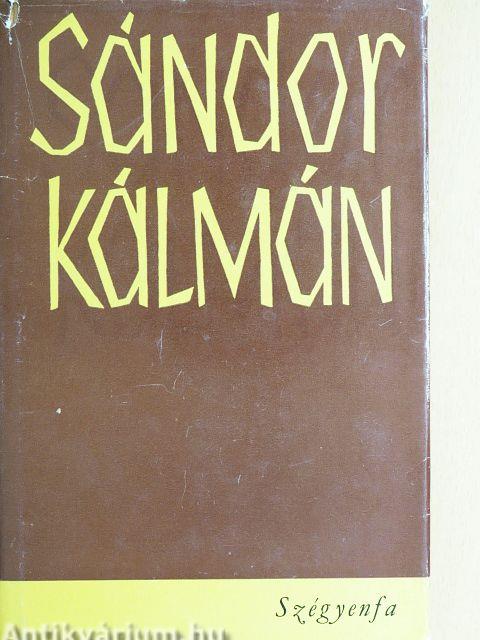 Sándor
KÁLMÁN
Szégyenfa
Antikvárium.hu